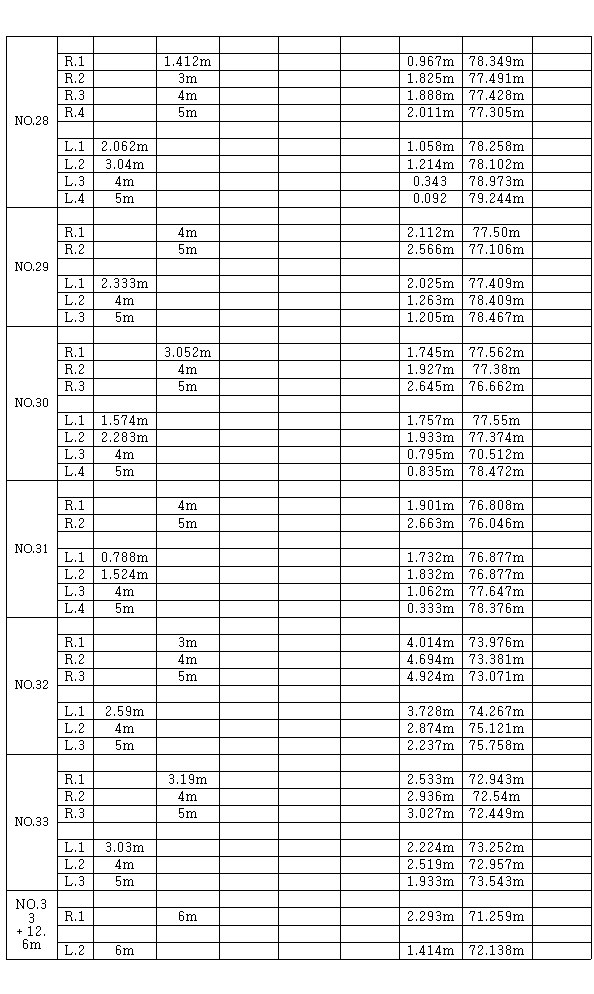 NO.28
R.1 1.412m 0.967m 78.349m
R.2 3m 1.825m 77.491m
R.3 4m 1.888m 77.428m
R.4 5m 2.011m 77.305m
L.1 2.062m 1.058m 78.258m
L.2 3.04m 1.214m 78.102m
L.3 4m 0.343 78.973m
L.4 5m 0.092 79.244m
NO.29
R.1 4m 2.112m 77.50m
R.2 5m 2.566m 77.106m
L.1 2.333m 2.025m 77.409m
L.2 4m 1.263m 78.409m
L.3 5m 1.205m 78.467m
NO.30
R.1 3.052m 1.745m 77.562m
R.2 4m 1.927m 77.38m
R.3 5m 2.645m 76.662m
L.1 1.574m 1.757m 77.55m
L.2 2.283m 1.933m 77.374m
L.3 4m 0.795m 70.512m
L.4 5m 0.835m 78.472m
NO.31
R.1 4m 1.901m 76.808m
R.2 5m 2.663m 76.046m
L.1 0.788m 1.732m 76.877m
L.2 1.524m 1.832m 76.877m
L.3 4m 1.062m 77.647m
L.4 5m 0.333m 78.376m
NO.32
R.1 3m 4.014m 73.976m
R.2 4m 4.694m 73.381m
R.3 5m 4.924m 73.071m
L.1 2.59m 3.728m 74.267m
L.2 4m 2.874m 75.121m
L.3 5m 2.237m 75.758m
NO.33
R.1 3.19m 2.533m 72.943m
R.2 4m 2.936m 72.54m
R.3 5m 3.027m 72.449m
L.1 3.03m 2.224m 73.252m
L.2 4m 2.519m 72.957m
L.3 5m 1.933m 73.543m
NO.3
3
+ 12.
6m
R.1 6m 2.293m 71.259m
L.2 6m 1.414m 72.138m